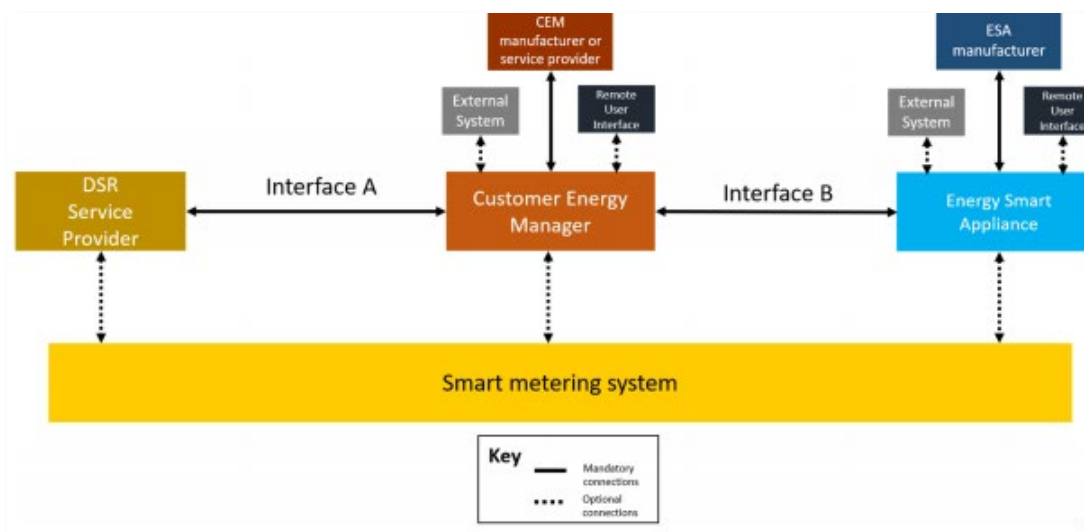 CEM
manufacturer or
service provider
ESA
manufacturer
External
System
Remote
User
Interface
External
System
Remote
User
Interface
DSR
Service
Provider
Interface A
Customer Energy
Manager
Interface B
Energy Smart
Appliance
Smart metering system
Key
Mandatory
connections
Optional
connections